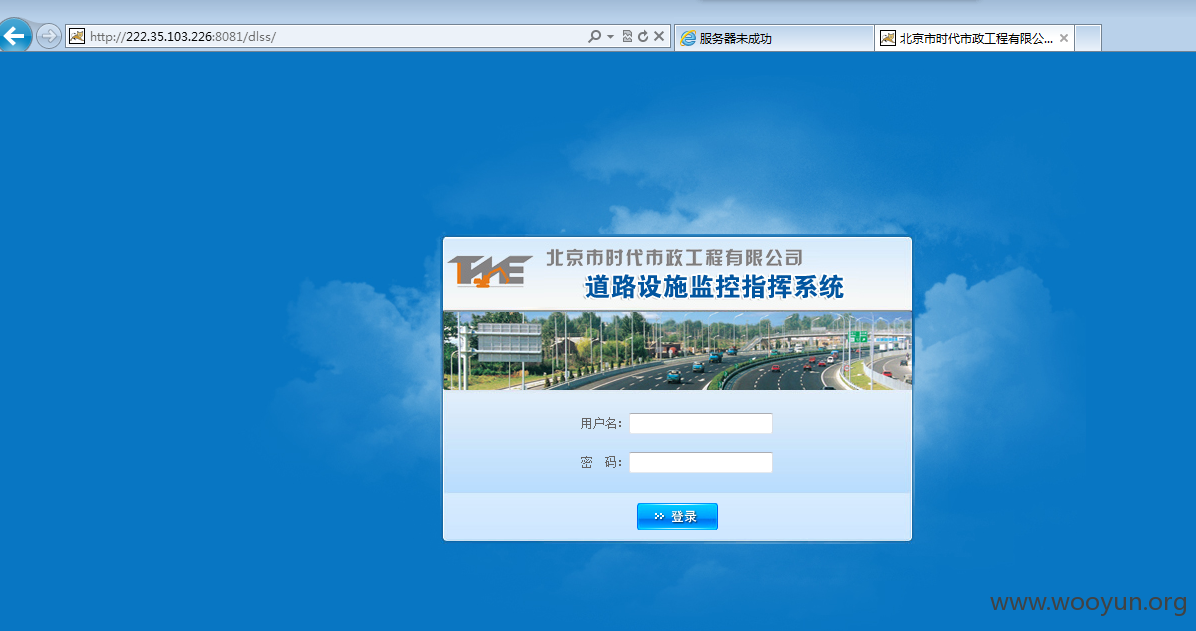 http://222.35.103.226:8081/dlss/
服务器未成功
北京市时代市政工程有限公...
北京市时代市政工程有限公司
道路设施监控指挥系统
用户名：
密 码：
登录
www.wooyun.org